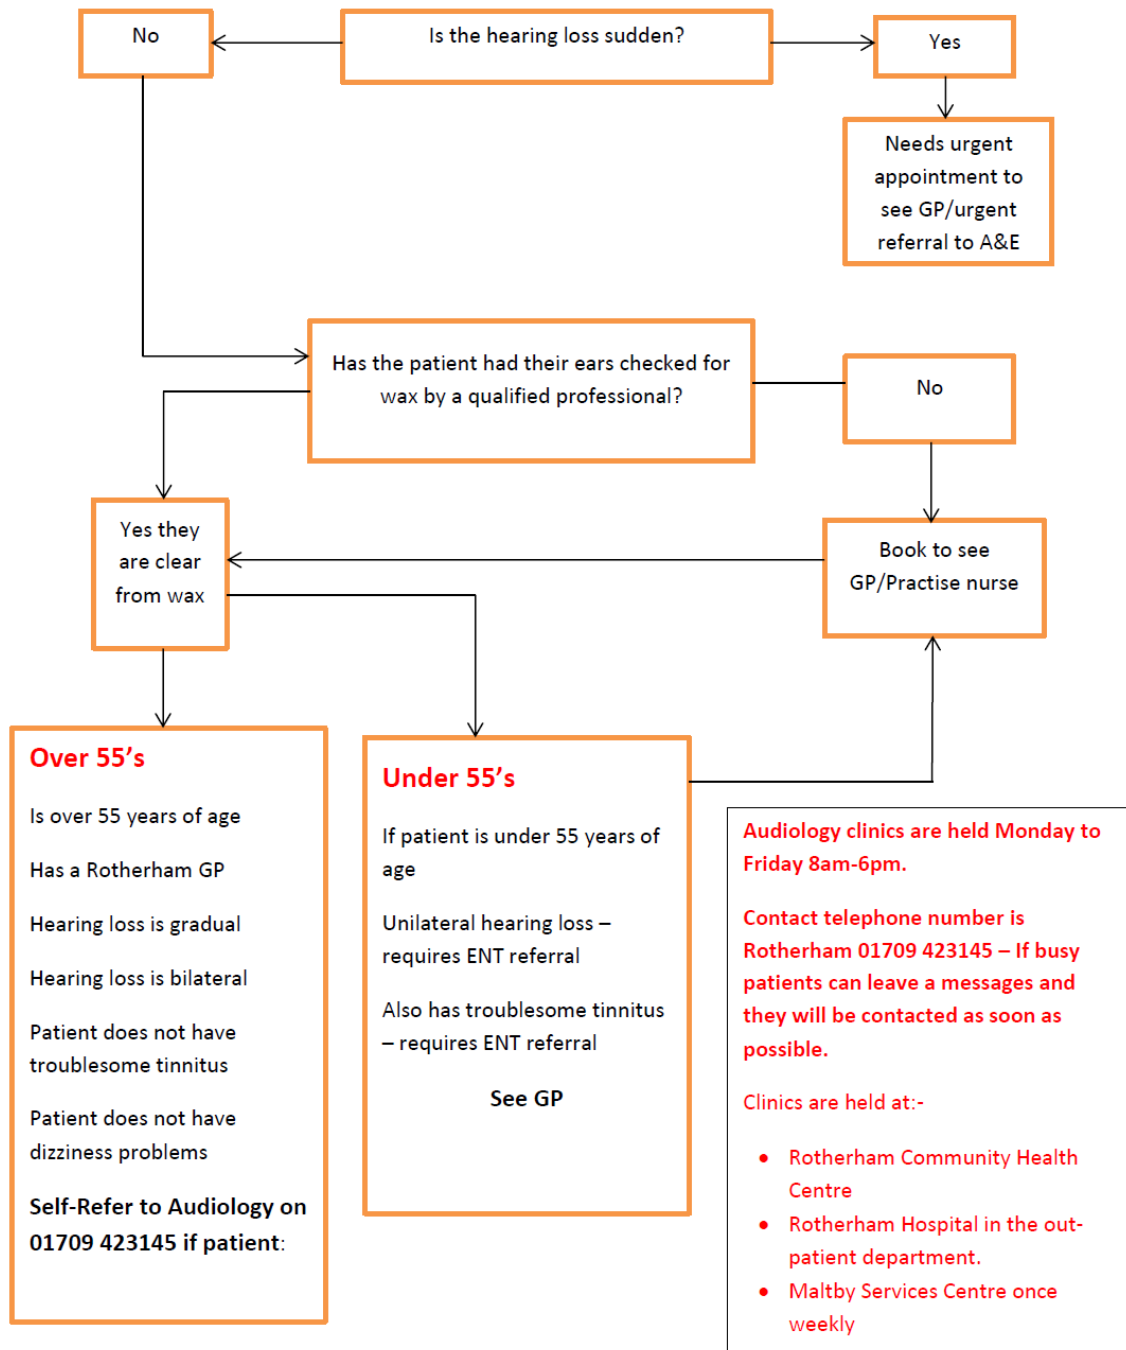 No
Is the hearing loss sudden?
Yes
Needs urgent
appointment to
see GP/urgent
referral to A&E
Has the patient had their ears checked for
wax by a qualified professional?
No
Yes they
are clear
from wax
Book to see
GP/Practise nurse
Over 55's
Is over 55 years of age
Has a Rotherham GP
Hearing loss is gradual
Hearing loss is bilateral
Patient does not have
troublesome tinnitus
Patient does not have
dizziness problems
Self-Refer to Audiology on
01709 423145 if patient:
Under 55's
If patient is under 55 years of
age
Unilateral hearing loss –
requires ENT referral
Also has troublesome tinnitus
– requires ENT referral
See GP
Audiology clinics are held Monday to
Friday 8am-6pm.
Contact telephone number is
Rotherham 01709 423145 – If busy
patients can leave a messages and
they will be contacted as soon as
possible.
Clinics are held at:-
• Rotherham Community Health
Centre
• Rotherham Hospital in the out-
patient department.
• Maltby Services Centre once
weekly